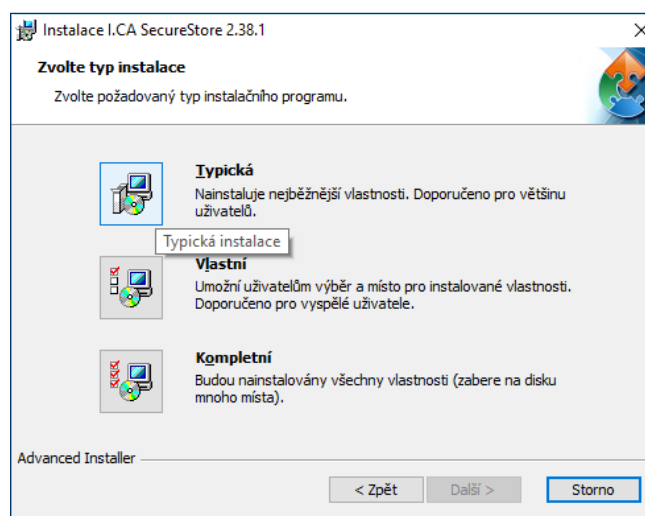 Instalace I.CA SecureStore 2.38.1
Zvolte typ instalace
Zvolte požadovaný typ instalačního programu.
Typická
Nainstaluje nejběžnější vlastnosti. Doporučeno pro většinu
uživatelů.
Typická instalace
Vlastní
Umožní uživatelům výběr a místo pro instalované vlastnosti.
Doporučeno pro vyspělé uživatele.
Kompletní
Budou nainstalovány všechny vlastnosti (zabere na disku
mnoho místa).
Advanced Installer
< Zpět
Další >
Storno